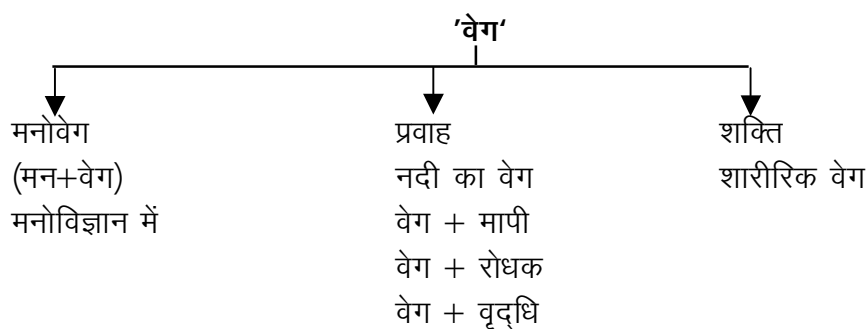 ’वेग‘
मनोवेग
(मन+वेग)
मनोविज्ञान में
प्रवाह
नदी का वेग
वेग + मापी
वेग + रोधक
वेग + वृद्धि
शक्ति
शारीरिक वेग